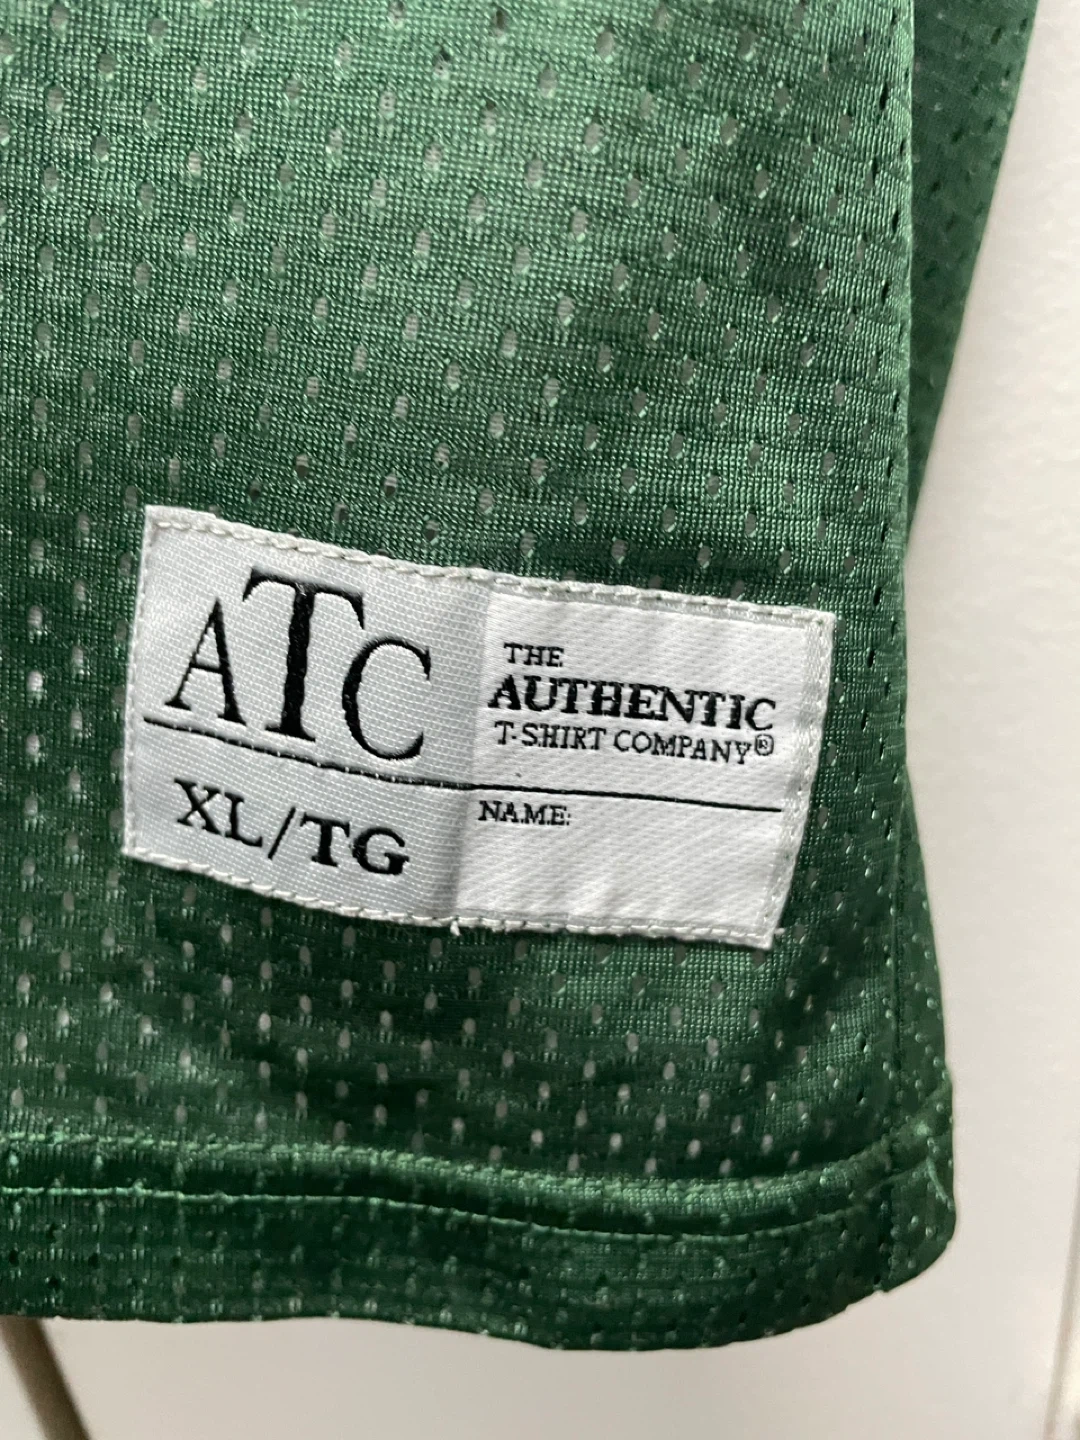 ATC
THE
AUTHENTIC
T-SHIRT COMPANY®
XL/TG
NAME: